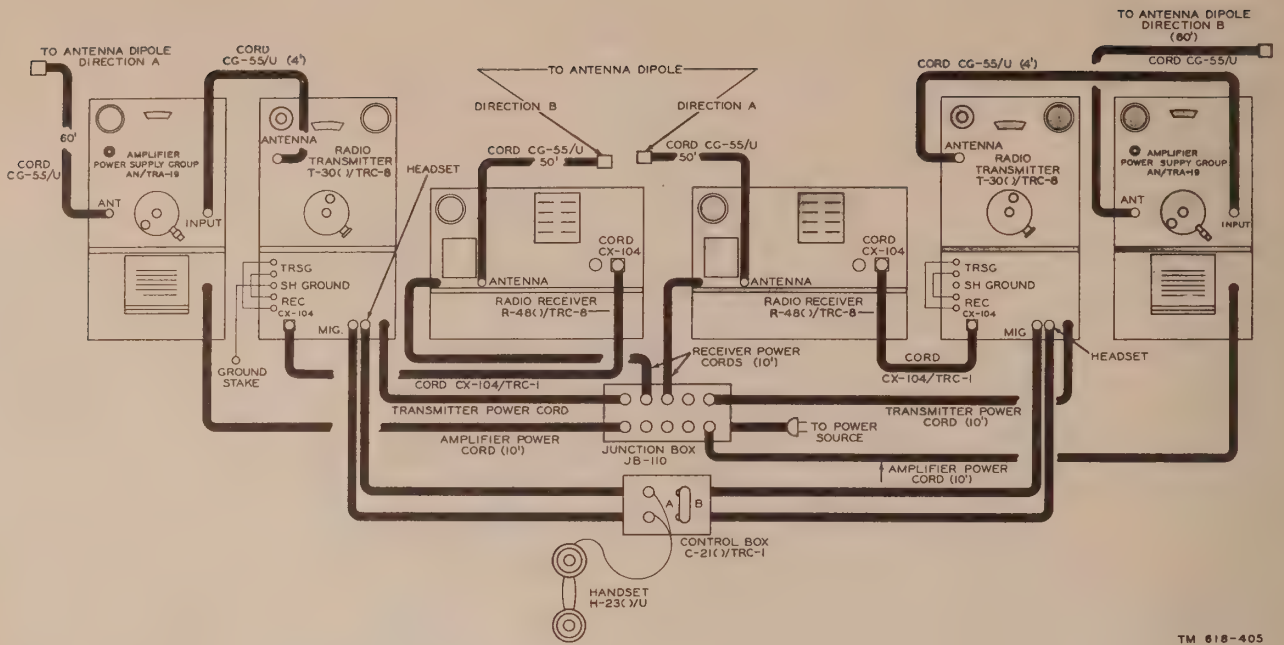 TO ANTENNA DIPOLE
DIRECTION A
CORD
CG-55/U (4')
60'
CORD
CG-55/U
AMPLIFIER
POWER SUPPLY GROUP
AN/TRA-19
ANT
INPUT
ANTENNA
RADIO
TRANSMITTER
T-30( )/TRC-8
HEADSET
TRSG
SH GROUND
REC
CX-104
MIG.
GROUND
STAKE
TO ANTENNA DIPOLE
DIRECTION B
DIRECTION A
CORD CG-55/U
50'
CORD CG-55/U
50'
CORD
CX-104
ANTENNA
RADIO RECEIVER
R-48( )/TRC-8
CORD
CX-104
ANTENNA
RADIO RECEIVER
R-48( )/TRC-8
TO ANTENNA DIPOLE
DIRECTION B
(60')
CORD CG-55/U
CORD CG-55/U (4')
ANTENNA
RADIO
TRANSMITTER
T-30( )/TRC-8
AMPLIFIER
POWER SUPPLY GROUP
AN/TRA-19
ANT
INPUT
TRSG
SH GROUND
REC
CX-104
MIG
HEADSET
RECEIVER POWER
CORDS (10')
CORD
CX-104/TRC-1
CORD CX-104/TRC-1
TRANSMITTER POWER CORD
TRANSMITTER POWER
CORD (10')
AMPLIFIER POWER
CORD (10')
JUNCTION BOX
JB-110
TO POWER
SOURCE
AMPLIFIER POWER
CORD (10')
A B
CONTROL BOX
C-21( )/TRC-1
HANDSET
H-23( )/U
TM 618-405